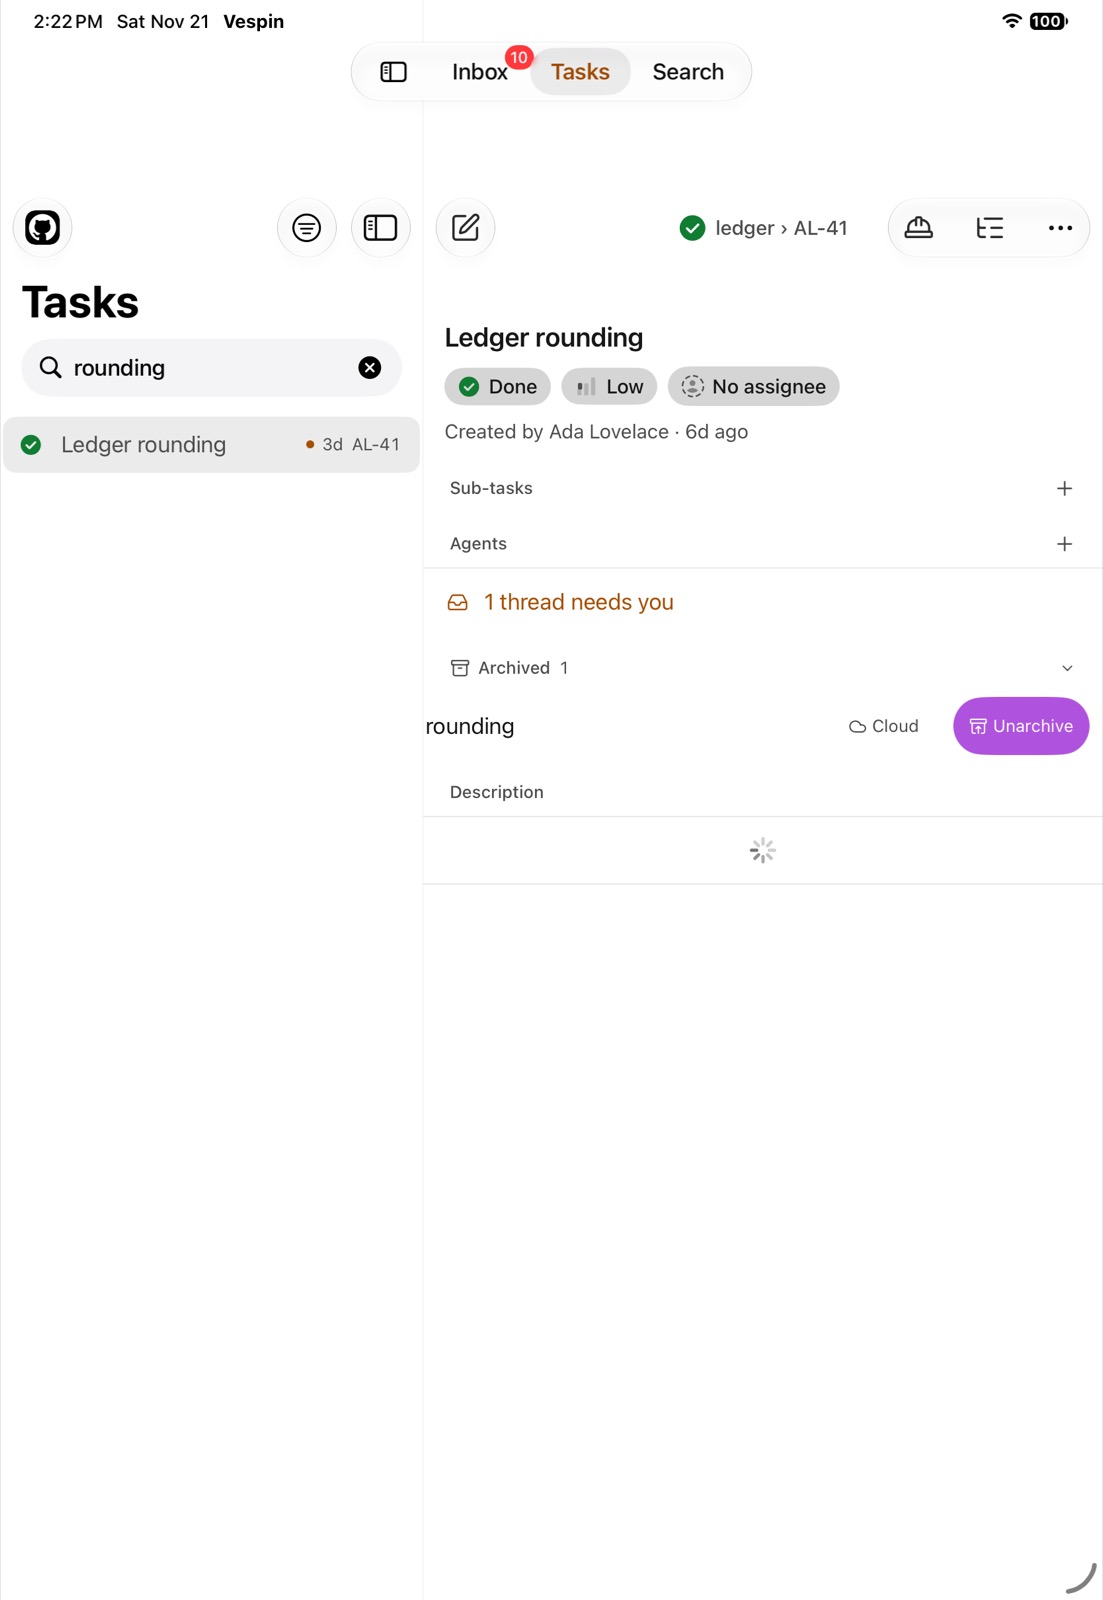 2:22 PM Sat Nov 21 Vespin
100
Inbox 10 Tasks Search
ledger › AL-41
Tasks
rounding
Ledger rounding 3d AL-41
Ledger rounding
Done Low No assignee
Created by Ada Lovelace · 6d ago
Sub-tasks
Agents
1 thread needs you
Archived 1
rounding Cloud Unarchive
Description